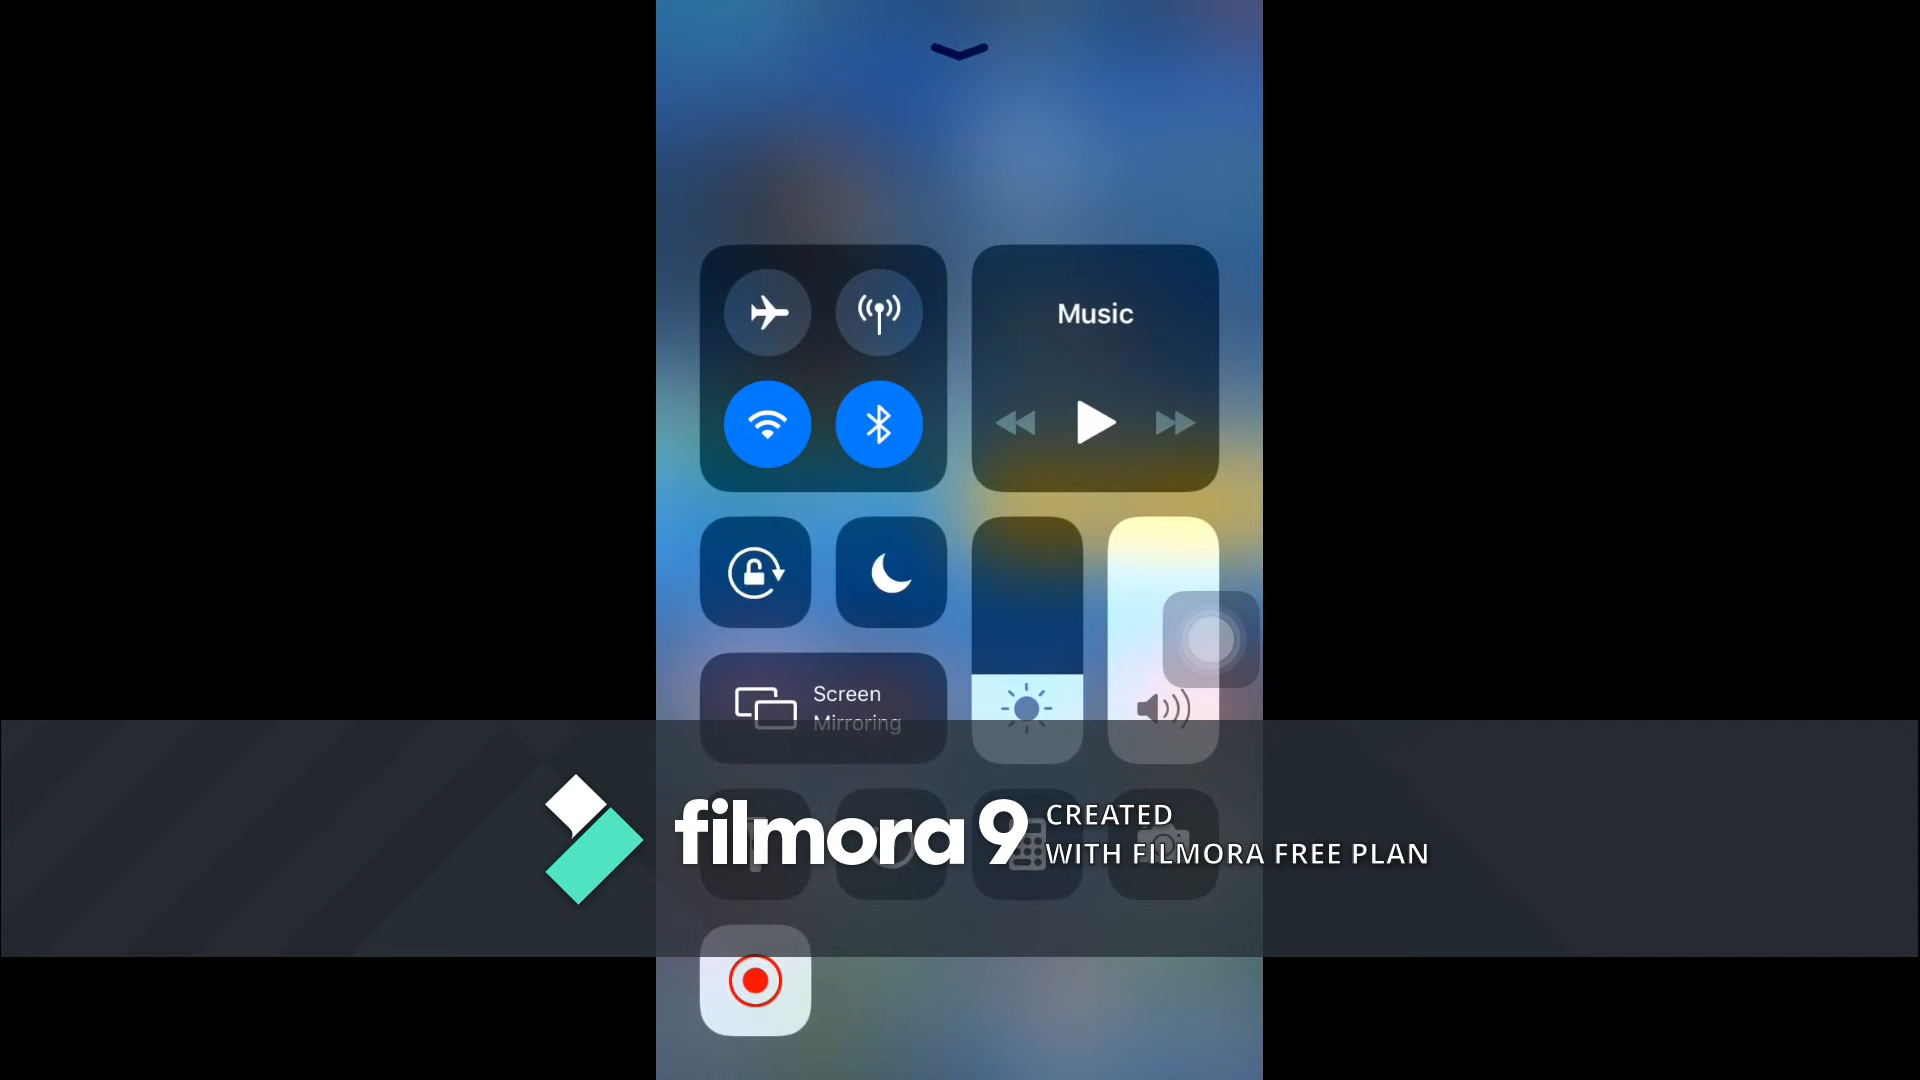 Music
Screen
Mirroring
filmora 9
CREATED
WITH FILMORA FREE PLAN